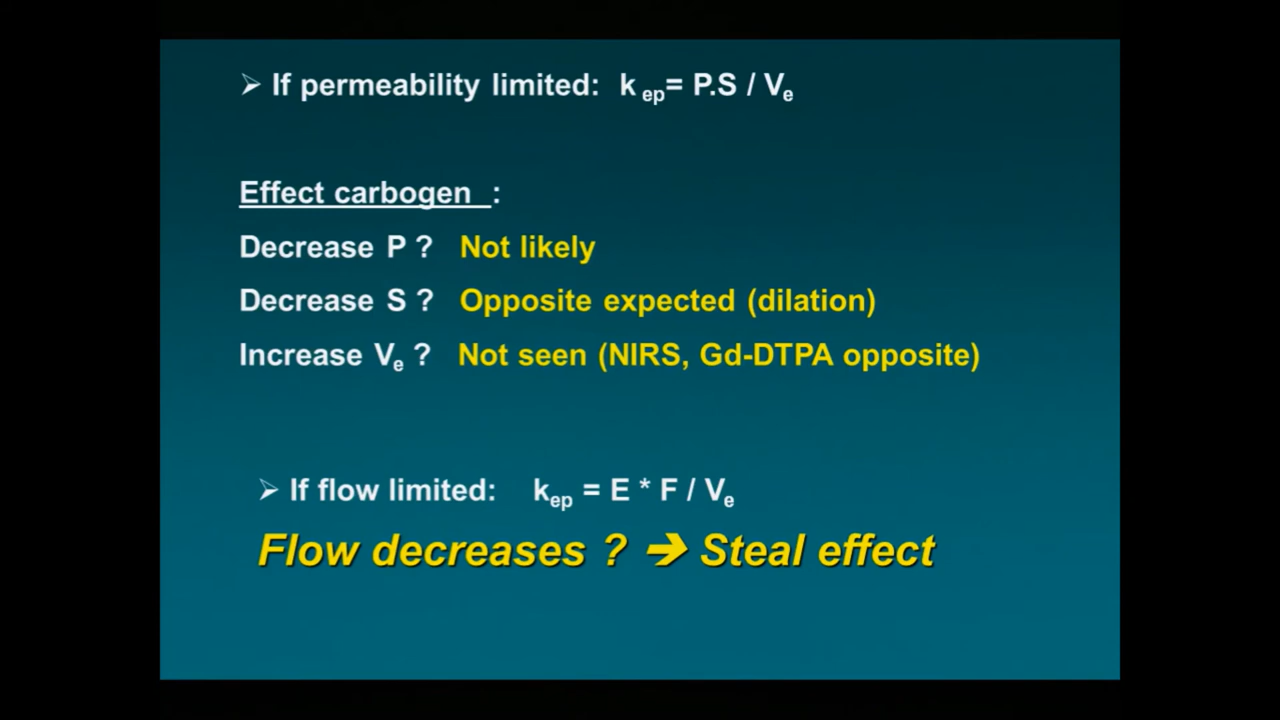 ➢ If permeability limited: k ep= P.S / Ve
Effect carbogen :
Decrease P ? Not likely
Decrease S ? Opposite expected (dilation)
Increase Ve ? Not seen (NIRS, Gd-DTPA opposite)
➢ If flow limited: kep = E * F / Ve
Flow decreases ? ➔ Steal effect